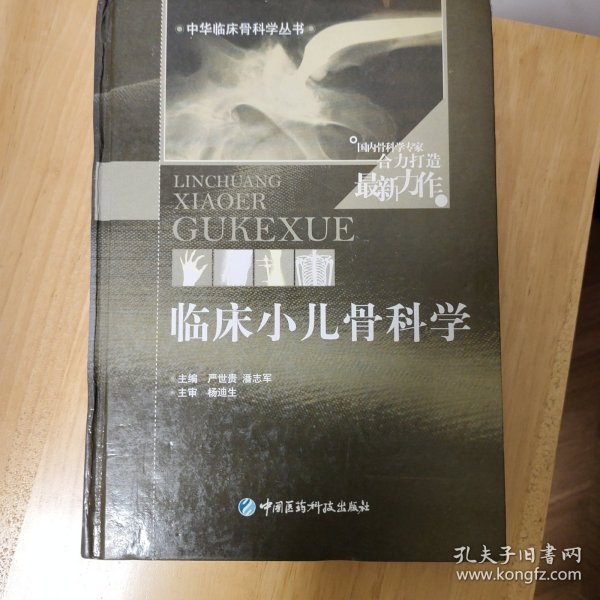 中华临床骨科学丛书
国内骨科学专家
合力打造
最新力作
LINCHUANG
XIAOER
GUKEXUE
临床小儿骨科学
主编 严世贵 潘志军
主审 杨迪生
中国医药科技出版社
孔夫子旧书网
www.kongfz.com